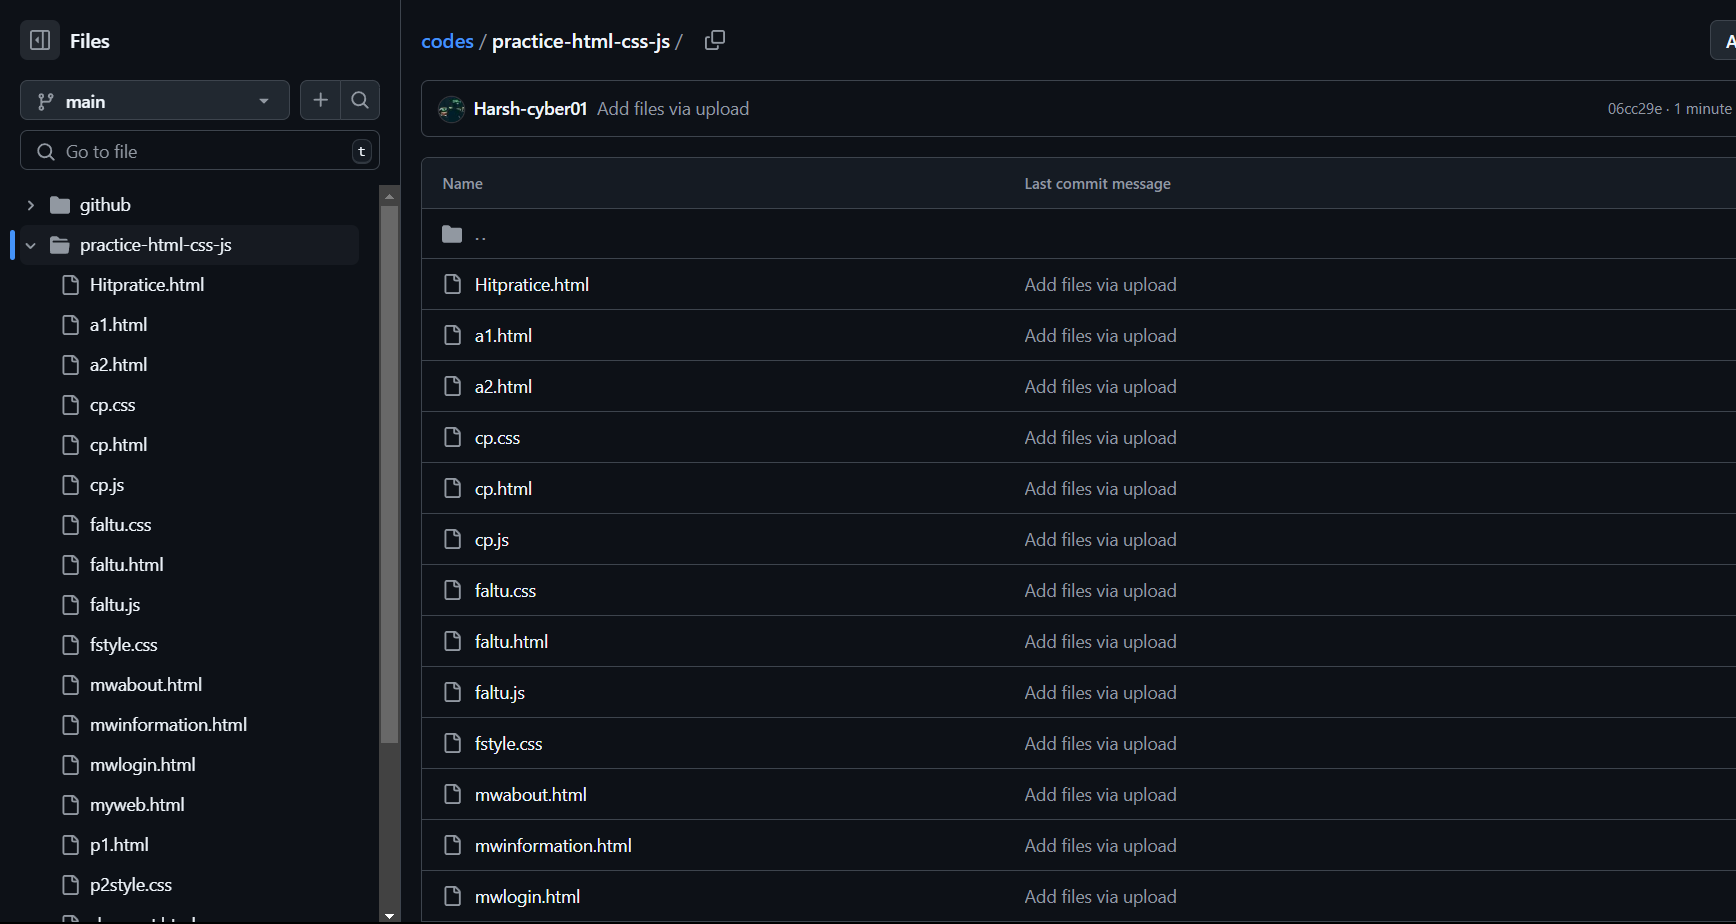 Files
main
Go to file
t
github
practice-html-css-js
Hitpratice.html
a1.html
a2.html
cp.css
cp.html
cp.js
faltu.css
faltu.html
faltu.js
fstyle.css
mwabout.html
mwinformation.html
mwlogin.html
myweb.html
p1.html
p2style.css
codes / practice-html-css-js /
Harsh-cyber01 Add files via upload 06cc29e · 1 minute
Name Last commit message
..
Hitpratice.html Add files via upload
a1.html Add files via upload
a2.html Add files via upload
cp.css Add files via upload
cp.html Add files via upload
cp.js Add files via upload
faltu.css Add files via upload
faltu.html Add files via upload
faltu.js Add files via upload
fstyle.css Add files via upload
mwabout.html Add files via upload
mwinformation.html Add files via upload
mwlogin.html Add files via upload